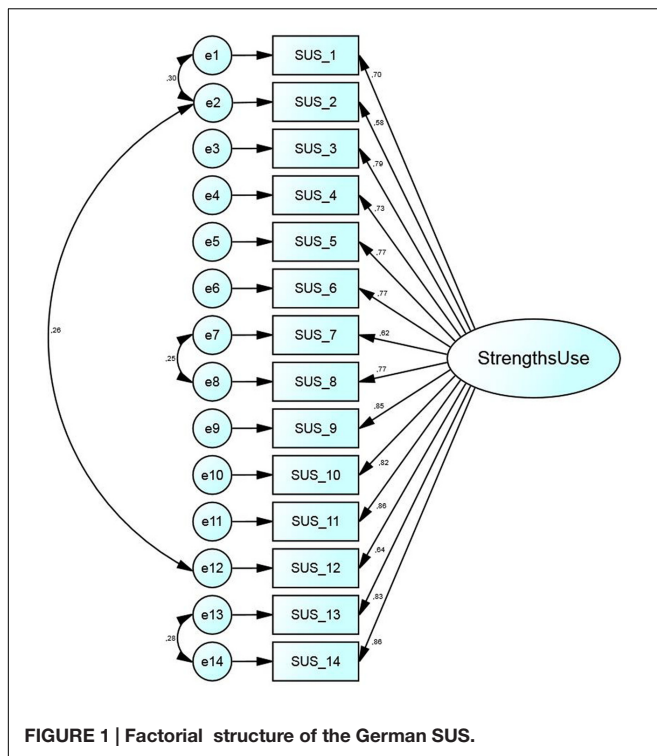 e1 SUS_1 ,70
,30
e2 SUS_2 ,58
e3 SUS_3 ,79
e4 SUS_4 ,73
e5 SUS_5 ,77
e6 SUS_6 ,77
,26
e7 SUS_7 ,62
,25
StrengthsUse
e8 SUS_8 ,77
e9 SUS_9 ,85
e10 SUS_10 ,82
e11 SUS_11 ,86
e12 SUS_12 ,64
e13 SUS_13 ,83
,28
e14 SUS_14 ,86
FIGURE 1 | Factorial structure of the German SUS.